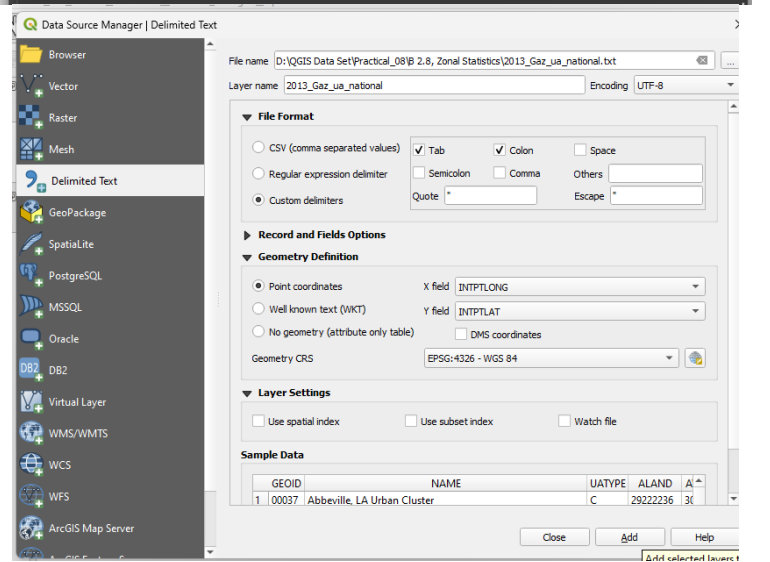 Data Source Manager | Delimited Text
Browser
Vector
Raster
Mesh
Delimited Text
GeoPackage
SpatiaLite
PostgreSQL
MSSQL
Oracle
DB2 DB2
Virtual Layer
WMS/WMTS
WCS
WFS
ArcGIS Map Server
File name D:\QGIS Data Set\Practical_08\B 2.8, Zonal Statistics\2013_Gaz_ua_national.txt ...
Layer name 2013_Gaz_ua_national Encoding UTF-8
File Format
CSV (comma separated values) Tab Colon Space
Regular expression delimiter Semicolon Comma Others
Custom delimiters Quote " Escape "
Record and Fields Options
Geometry Definition
Point coordinates X field INTPTLONG
Well known text (WKT) Y field INTPTLAT
No geometry (attribute only table) DMS coordinates
Geometry CRS EPSG:4326 - WGS 84
Layer Settings
Use spatial index Use subset index Watch file
Sample Data
GEOID NAME UATYPE ALAND
1 00037 Abbeville, LA Urban Cluster C 29222236
Close Add Help
Add selected layers